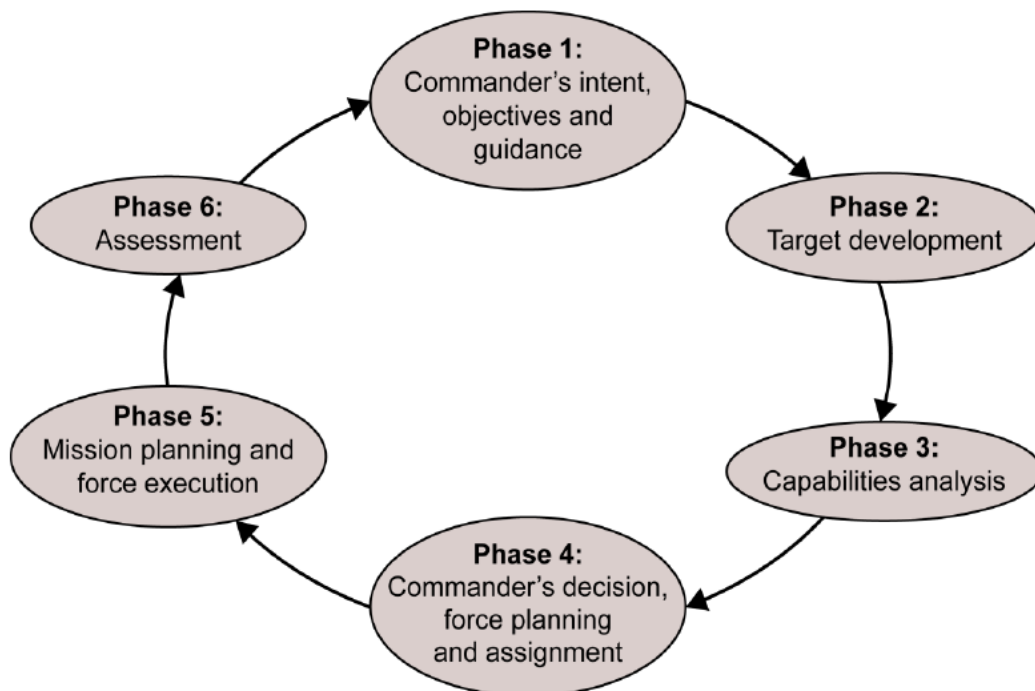 Phase 1:
Commander's intent,
objectives and
guidance
Phase 2:
Target development
Phase 3:
Capabilities analysis
Phase 4:
Commander's decision,
force planning
and assignment
Phase 5:
Mission planning and
force execution
Phase 6:
Assessment